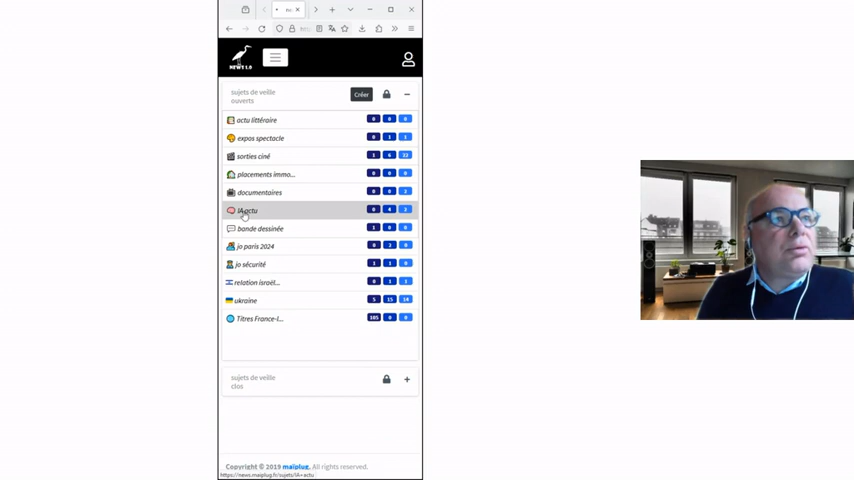 NEWS 1.0
sujets de veille
ouverts
Créer
actu littéraire 0 0 0
expos spectacle 0 1 1
sorties ciné 1 6 23
placements immo... 0 0 0
documentaires 0 0 2
IA actu 0 4 2
bande dessinée 1 0 0
jo paris 2024 0 2 0
jo sécurité 1 1 0
relation israël... 0 1 1
ukraine 5 15 14
Titres France-I... 105 0 0
sujets de veille
clos
Copyright © 2019 maiplug. All rights reserved.
https://news.maiplug.fr/sujets/IA+actu